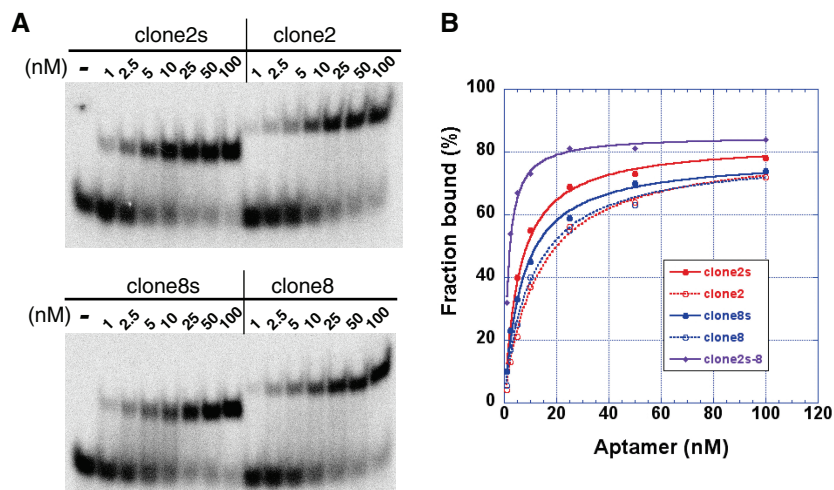 A
clone2s clone2
(nM) - 1 2.5 5 10 25 50 100 1 2.5 5 10 25 50 100
clone8s clone8
(nM) - 1 2.5 5 10 25 50 100 1 2.5 5 10 25 50 100
B
Fraction bound (%)
100
80
60
40
20
0
0 20 40 60 80 100 120
Aptamer (nM)
clone2s
clone2
clone8s
clone8
clone2s-8